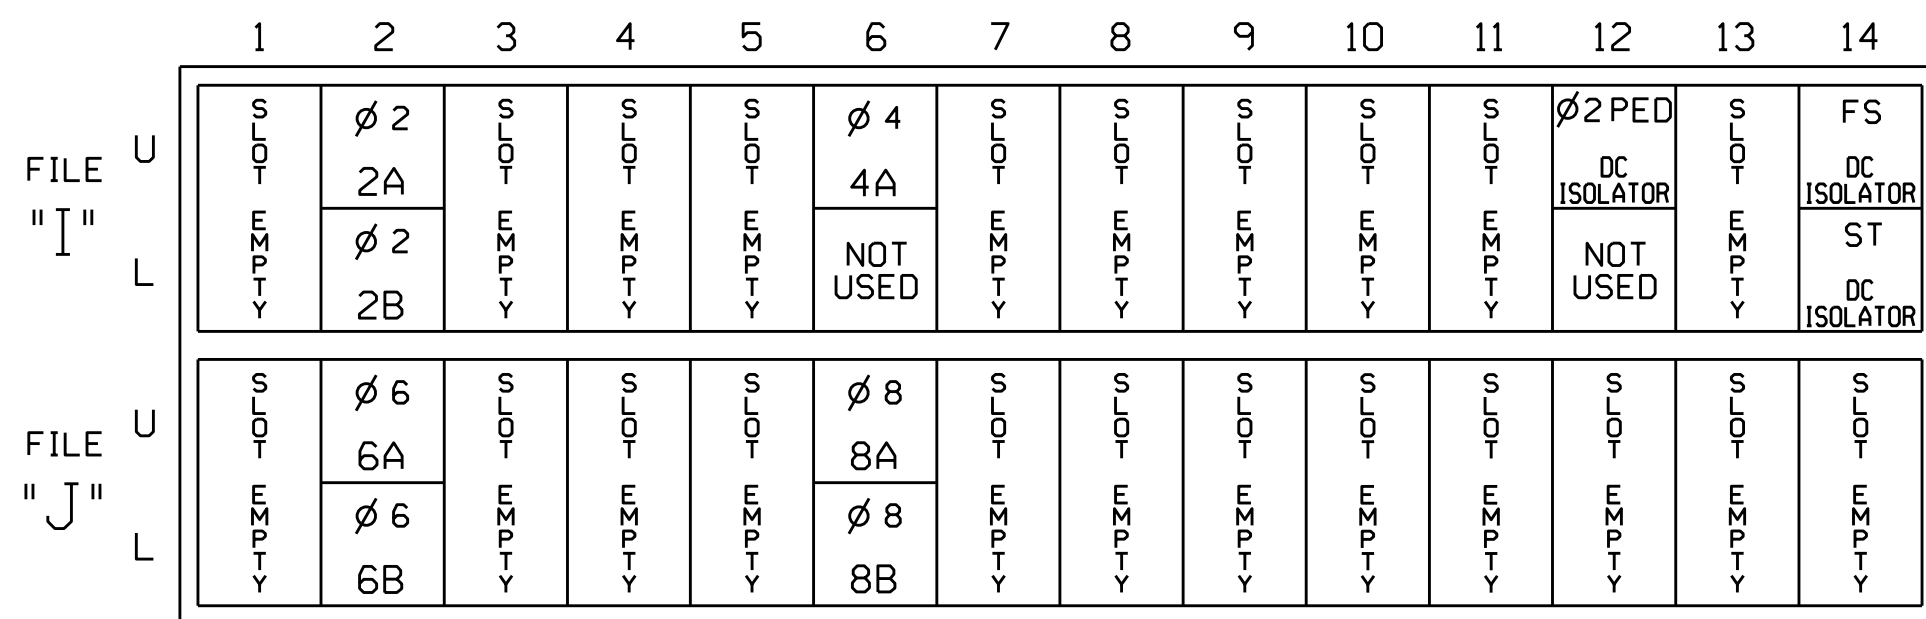 1 2 3 4 5 6 7 8 9 10 11 12 13 14
FILE "I"
U
L
SLOT EMPTY
Ø 2
2A
Ø 2
2B
SLOT EMPTY
SLOT EMPTY
SLOT EMPTY
Ø 4
4A
NOT
USED
SLOT EMPTY
SLOT EMPTY
SLOT EMPTY
SLOT EMPTY
SLOT EMPTY
Ø2 PED
DC
ISOLATOR
NOT
USED
SLOT EMPTY
FS
DC
ISOLATOR
ST
DC
ISOLATOR
FILE "J"
U
L
SLOT EMPTY
Ø 6
6A
Ø 6
6B
SLOT EMPTY
SLOT EMPTY
SLOT EMPTY
Ø 8
8A
Ø 8
8B
SLOT EMPTY
SLOT EMPTY
SLOT EMPTY
SLOT EMPTY
SLOT EMPTY
SLOT EMPTY
SLOT EMPTY
SLOT EMPTY